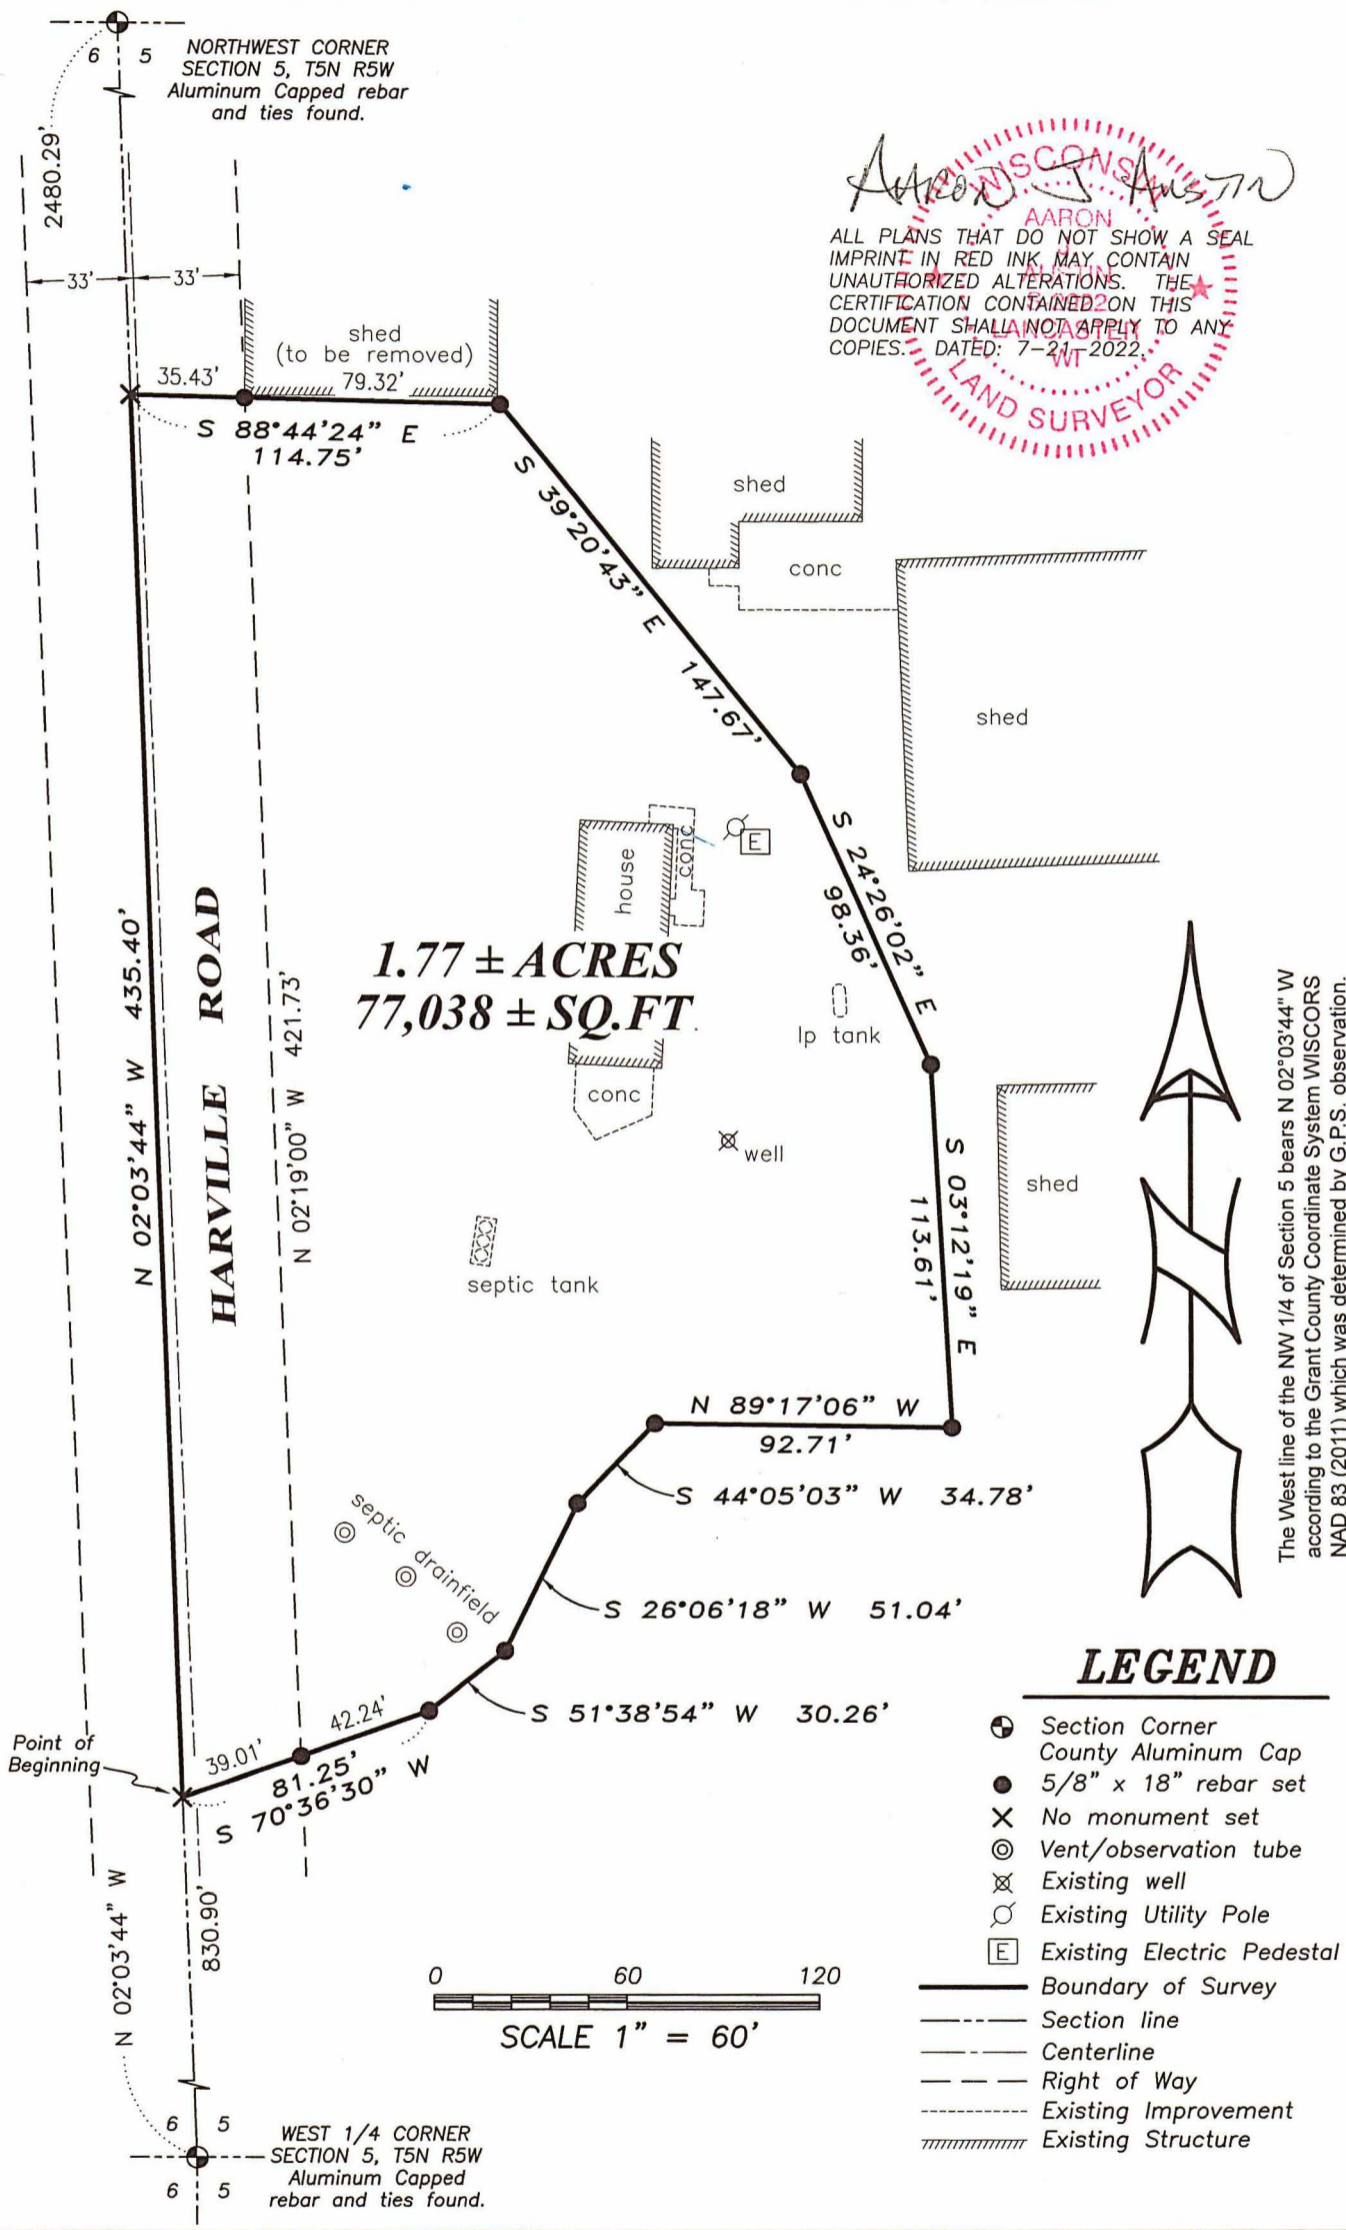 6 5
NORTHWEST CORNER
SECTION 5, T5N R5W
Aluminum Capped rebar
and ties found.
2480.29'
33' 33'
AARON J AUSTIN
WISCONSIN
AARON
J
AUSTIN
LANCASTER
WI
LAND SURVEYOR
ALL PLANS THAT DO NOT SHOW A SEAL
IMPRINT IN RED INK MAY CONTAIN
UNAUTHORIZED ALTERATIONS. THE
CERTIFICATION CONTAINED ON THIS
DOCUMENT SHALL NOT APPLY TO ANY
COPIES. DATED: 7-21-2022.
shed
(to be removed)
35.43' 79.32'
S 88°44'24" E
114.75'
S 39°20'43" E 147.67'
shed
conc
shed
S 24°26'02" E
98.36'
E
conc
house
1.77 ± ACRES
77,038 ± SQ.FT.
lp tank
conc
well
N 02°03'44" W 435.40'
HARVILLE ROAD
N 02°19'00" W 421.73'
septic tank
S 03°12'19" E
113.61'
shed
The West line of the NW 1/4 of Section 5 bears N 02°03'44" W
according to the Grant County Coordinate System WISCORS
NAD 83 (2011) which was determined by G.P.S. observation.
N
N 89°17'06" W
92.71'
S 44°05'03" W 34.78'
septic drainfield
S 26°06'18" W 51.04'
S 51°38'54" W 30.26'
Point of
Beginning
39.01' 42.24'
81.25'
S 70°36'30" W
N 02°03'44" W
830.90'
LEGEND
Section Corner
County Aluminum Cap
5/8" x 18" rebar set
No monument set
Vent/observation tube
Existing well
Existing Utility Pole
E Existing Electric Pedestal
Boundary of Survey
Section line
Centerline
Right of Way
Existing Improvement
Existing Structure
0 60 120
SCALE 1" = 60'
6 5
WEST 1/4 CORNER
SECTION 5, T5N R5W
Aluminum Capped
rebar and ties found.
6 5